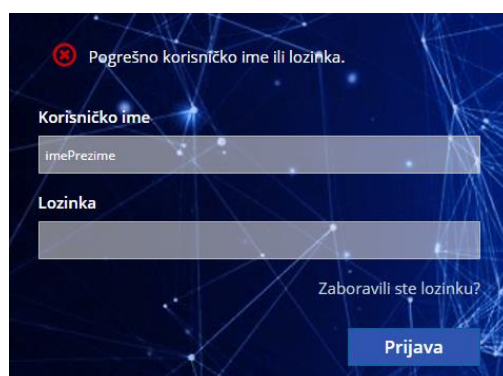 Pogrešno korisničko ime ili lozinka.
Korisničko ime
imePrezime
Lozinka
Zaboravili ste lozinku?
Prijava